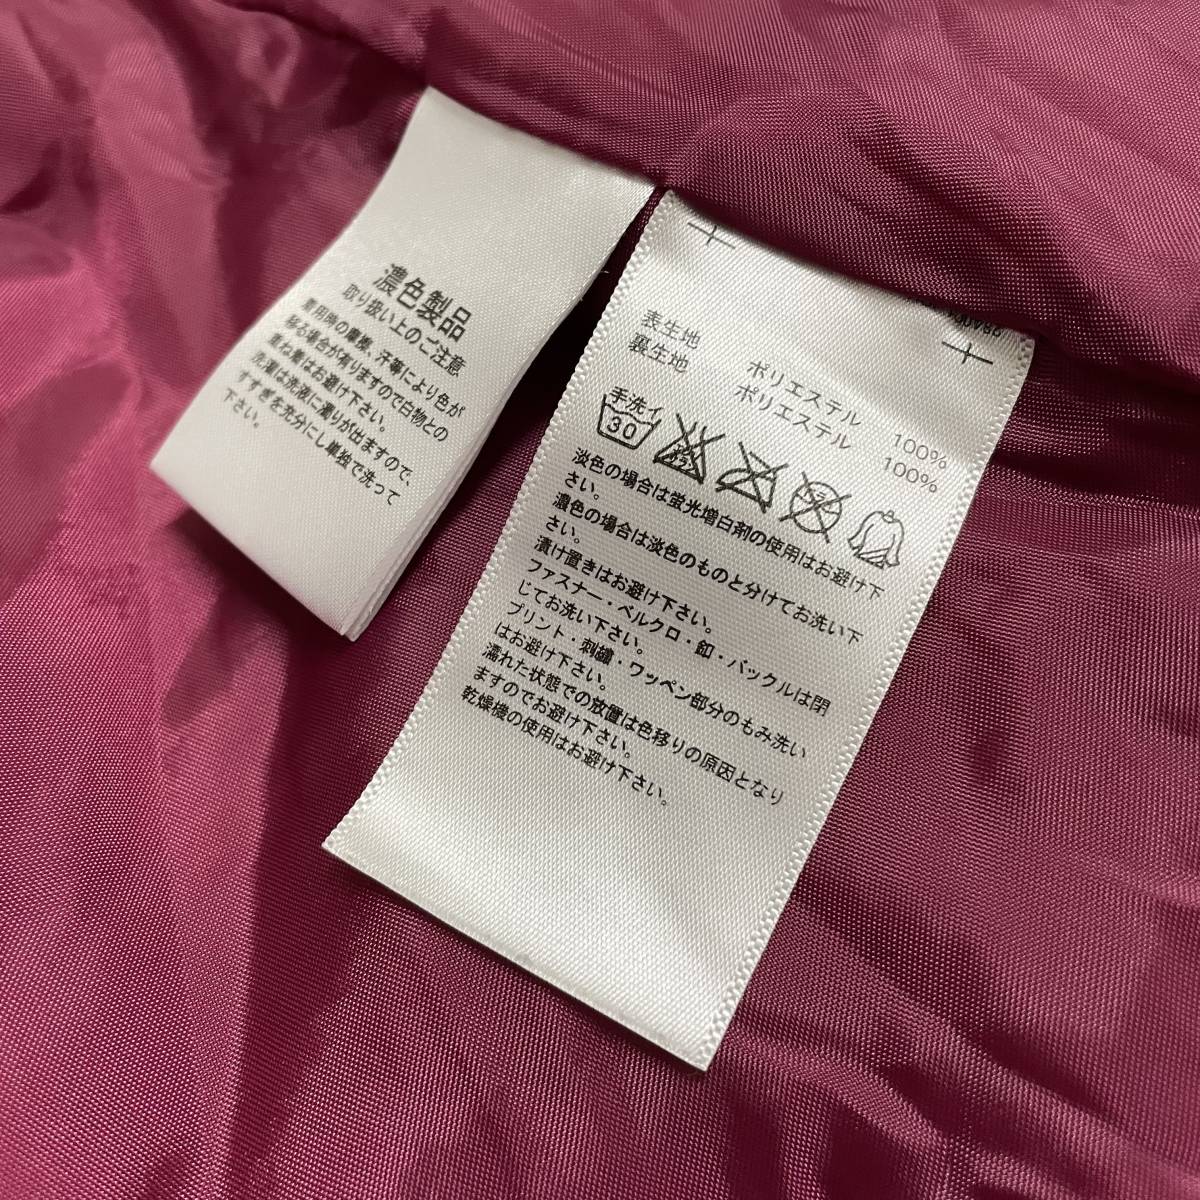 濃色製品
取り扱い上のご注意
着用時の摩擦、汗等により色が
移る場合が有りますので白物との
重ね着はお避け下さい。
洗濯は洗液に濁りが出ますので、
すすぎを充分にし単独で洗って
下さい。
表生地 ポリエステル 100%
裏生地 ポリエステル 100%
手洗イ
30
淡色の場合は蛍光増白剤の使用はお避け下
さい。
濃色の場合は淡色のものと分けてお洗い下
さい。
漬け置きはお避け下さい。
ファスナー・ベルクロ・釦・バックルは閉
じてお洗い下さい。
プリント・刺繍・ワッペン部分のもみ洗い
はお避け下さい。
濡れた状態での放置は色移りの原因となり
ますのでお避け下さい。
乾燥機の使用はお避け下さい。